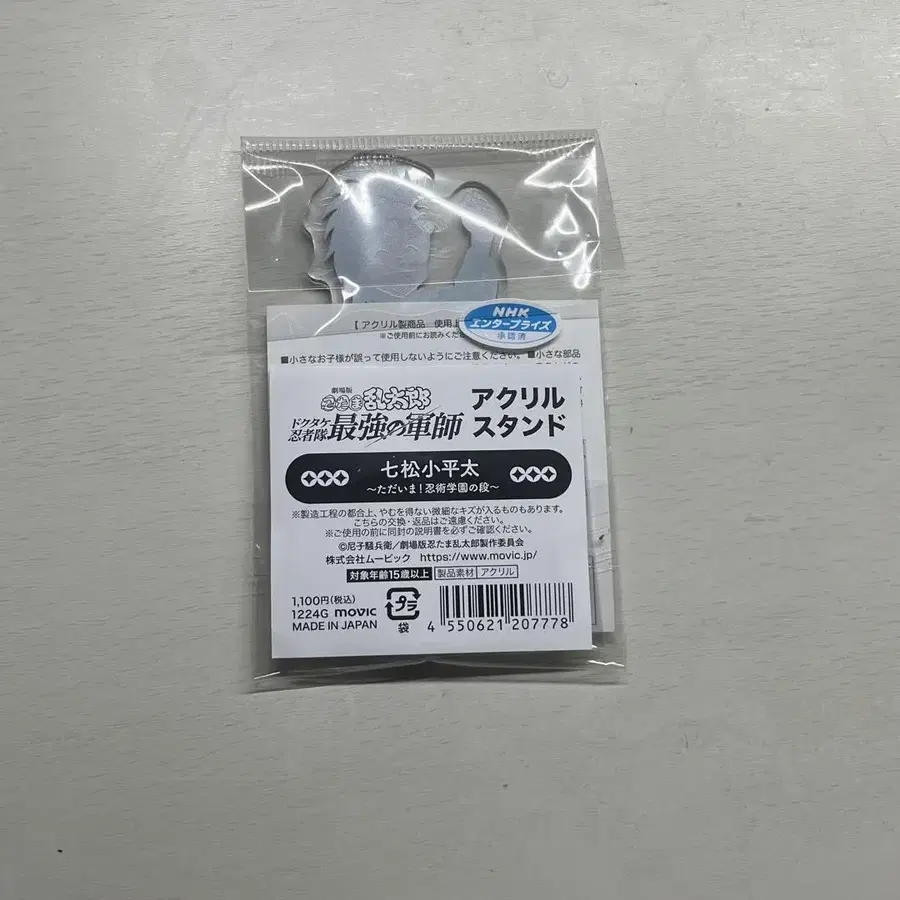 NHK
エンタープライズ
承認済
【アクリル製商品 使用上
※ご使用前にお読みくださ
■小さなお子様が誤って使用しないようにご注意ください。 ■小さな部品
劇場版
忍たま乱太郎
ドクタケ忍者隊 最強の軍師
アクリル
スタンド
七松小平太
～ただいま!忍術学園の段～
※製造工程の都合上、やむを得ない微細なキズが入るものもあります。
こちらの交換・返品はご遠慮ください。
※ご使用の前に同封の説明書を必ずご確認ください。
©尼子騒兵衛／劇場版忍たま乱太郎製作委員会
株式会社ムービック https://www.movic.jp/
対象年齢15歳以上 製品素材 アクリル
1,100円(税込)
1224G movic
MADE IN JAPAN
プラ
袋
4 550621 207778